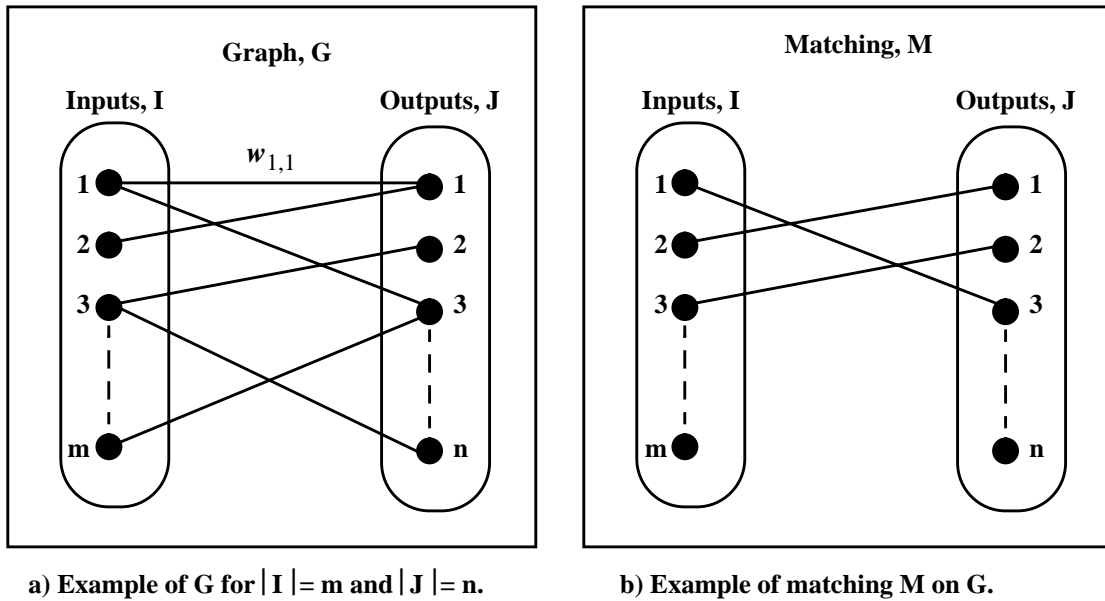 Graph, G
Inputs, I
Outputs, J
w1,1
1
1
2
2
3
3
m
n
a) Example of G for |I| = m and |J| = n.
Matching, M
Inputs, I
Outputs, J
1
1
2
2
3
3
m
n
b) Example of matching M on G.